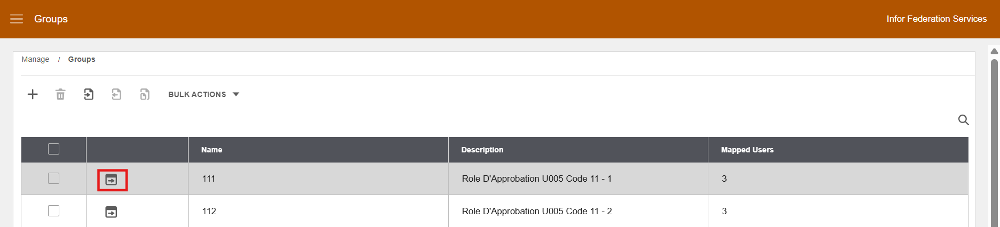 Groups
Infor Federation Services
Manage / Groups
BULK ACTIONS
Name Description Mapped Users
111 Role D'Approbation U005 Code 11 - 1 3
112 Role D'Approbation U005 Code 11 - 2 3